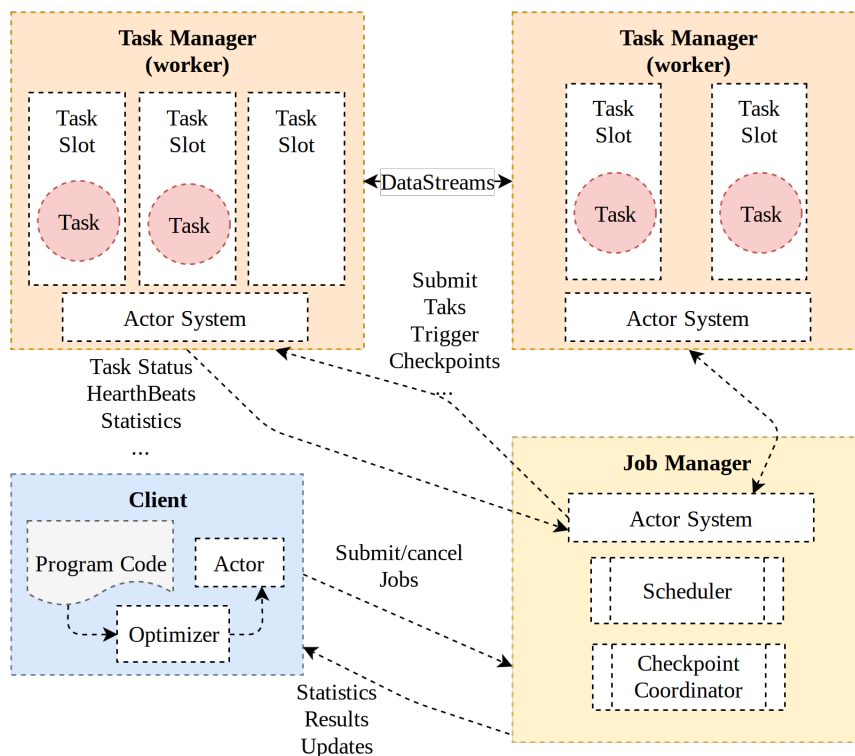 Task Manager
(worker)
Task
Slot
Task
Slot
Task
Slot
Task
Task
Actor System
DataStreams
Task Manager
(worker)
Task
Slot
Task
Slot
Task
Task
Actor System
Submit
Taks
Trigger
Checkpoints
...
Task Status
HearthBeats
Statistics
...
Client
Program Code
Actor
Optimizer
Submit/cancel
Jobs
Statistics
Results
Updates
Job Manager
Actor System
Scheduler
Checkpoint
Coordinator